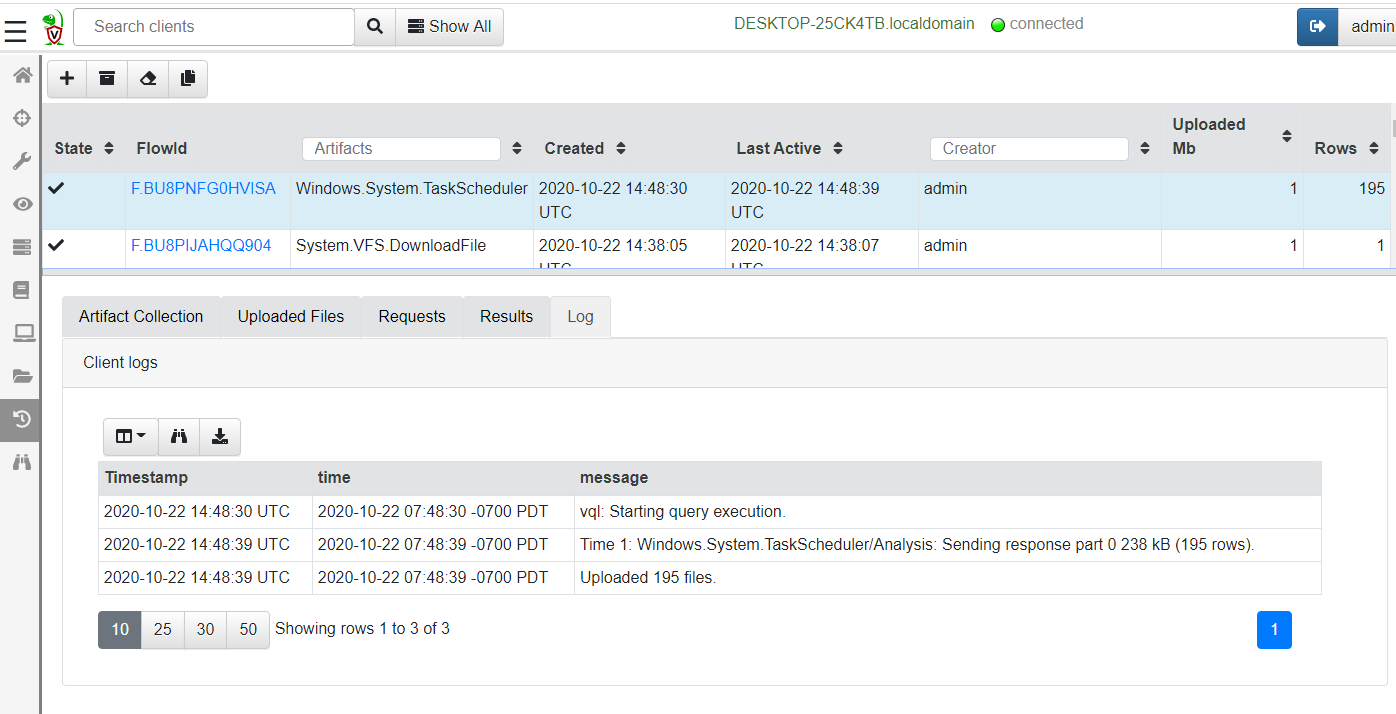 Search clients
Show All
DESKTOP-25CK4TB.localdomain
connected
admin
State
FlowId
Artifacts
Created
Last Active
Creator
Uploaded
Mb
Rows
F.BU8PNFG0HVISA Windows.System.TaskScheduler 2020-10-22 14:48:30 2020-10-22 14:48:39 admin 1 195
UTC UTC
F.BU8PIJAHQQ904 System.VFS.DownloadFile 2020-10-22 14:38:05 2020-10-22 14:38:07 admin 1 1
UTC UTC
Artifact Collection Uploaded Files Requests Results Log
Client logs
Timestamp time message
2020-10-22 14:48:30 UTC 2020-10-22 07:48:30 -0700 PDT vql: Starting query execution.
2020-10-22 14:48:39 UTC 2020-10-22 07:48:39 -0700 PDT Time 1: Windows.System.TaskScheduler/Analysis: Sending response part 0 238 kB (195 rows).
2020-10-22 14:48:39 UTC 2020-10-22 07:48:39 -0700 PDT Uploaded 195 files.
10 25 30 50 Showing rows 1 to 3 of 3 1